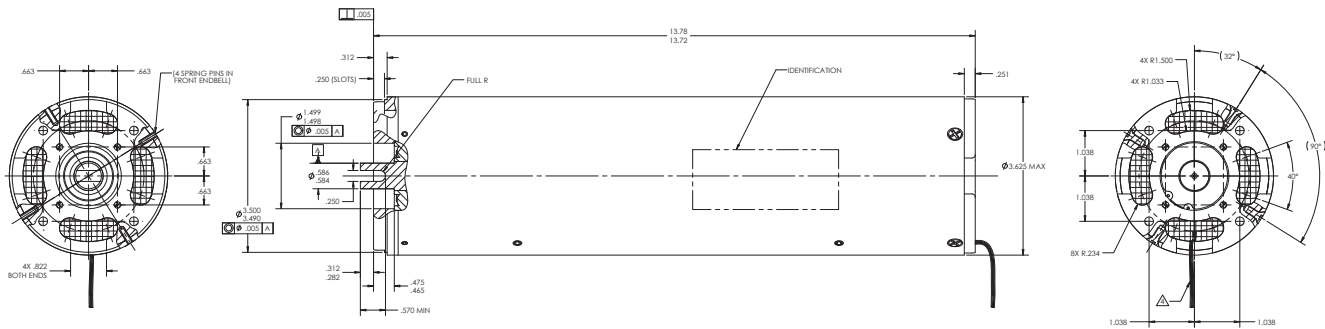 .663
.663
(4 SPRING PINS IN
FRONT ENDBELL)
.663
.663
4X .822
BOTH ENDS
⊥ .005
13.78
13.72
.312
.250 (SLOTS)
FULL R
IDENTIFICATION
.251
Ø 1.499
1.498
◎ Ø .005 A
A
Ø .586
.584
.250
Ø 3.500
3.490
◎ Ø .005 A
Ø 3.625 MAX
.312
.282
.475
.465
.570 MIN
4X R1.500
(32°)
4X R1.033
1.038
(90°)
40°
1.038
8X R.234
4
1.038
1.038